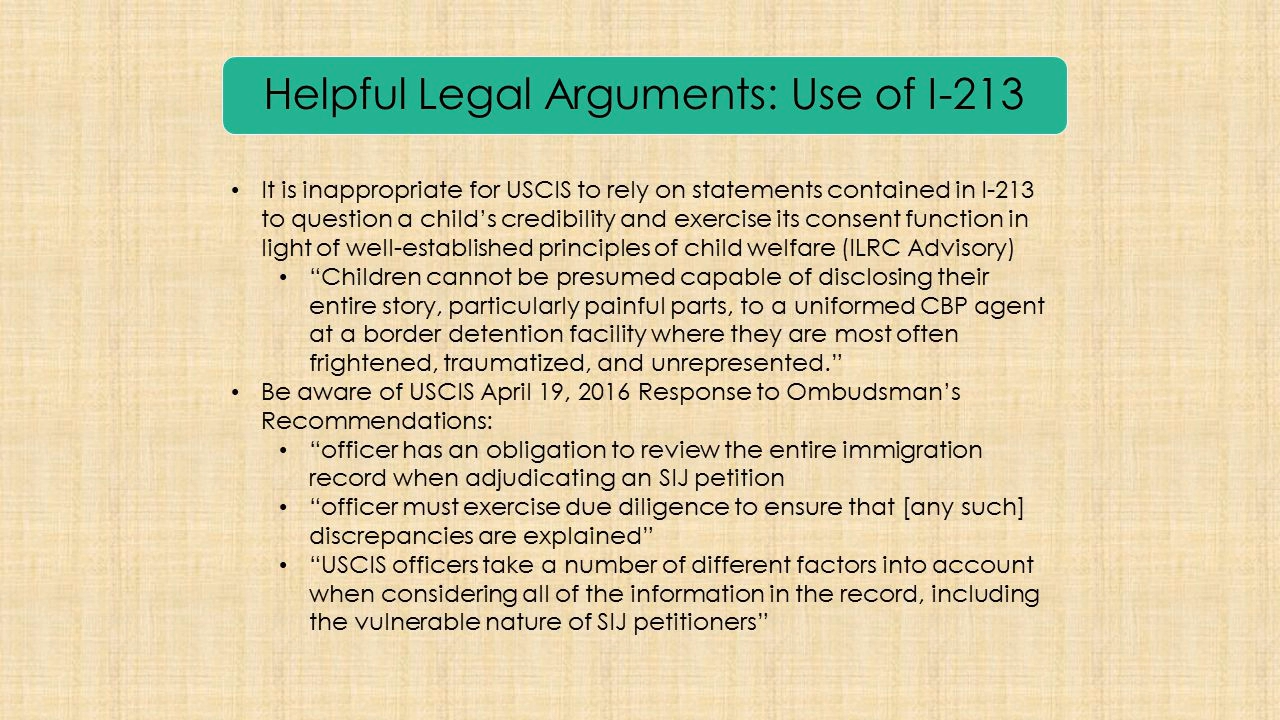 Helpful Legal Arguments: Use of I-213
• It is inappropriate for USCIS to rely on statements contained in I-213
to question a child’s credibility and exercise its consent function in
light of well-established principles of child welfare (ILRC Advisory)
• “Children cannot be presumed capable of disclosing their
entire story, particularly painful parts, to a uniformed CBP agent
at a border detention facility where they are most often
frightened, traumatized, and unrepresented.”
• Be aware of USCIS April 19, 2016 Response to Ombudsman’s
Recommendations:
• “officer has an obligation to review the entire immigration
record when adjudicating an SIJ petition
• “officer must exercise due diligence to ensure that [any such]
discrepancies are explained”
• “USCIS officers take a number of different factors into account
when considering all of the information in the record, including
the vulnerable nature of SIJ petitioners”